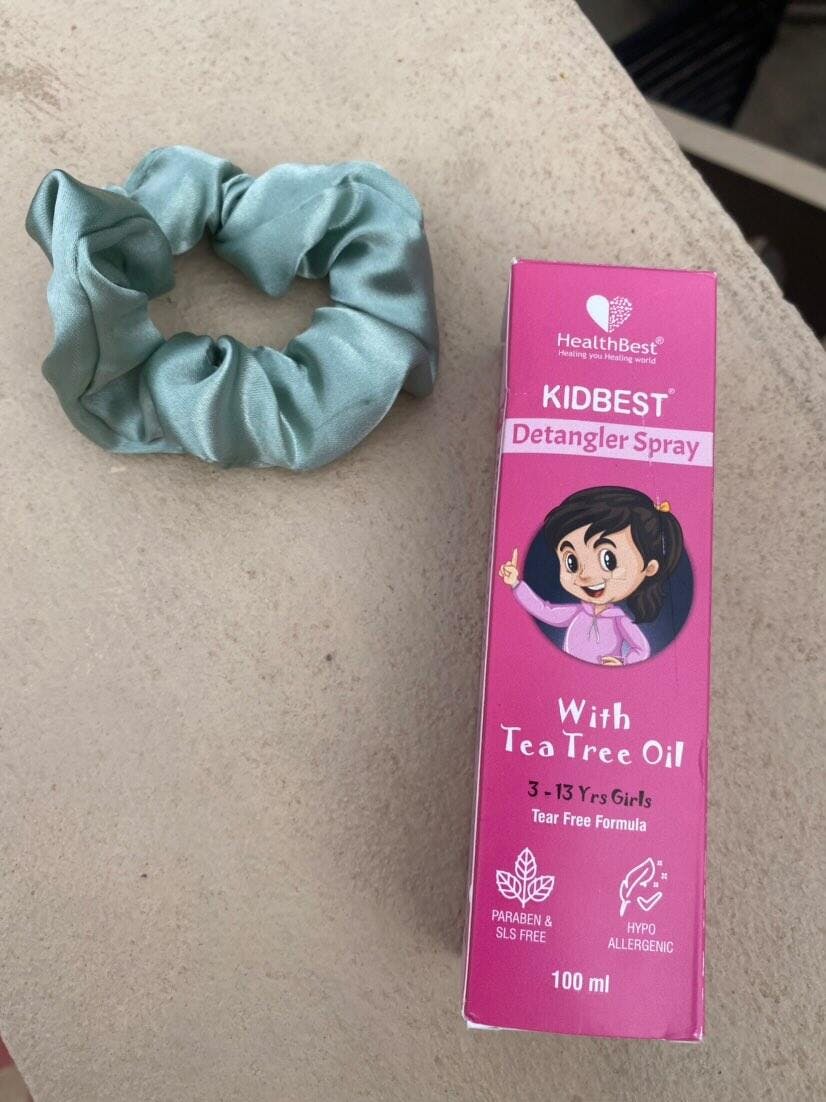 HealthBest®
Healing you Healing world
KIDBEST®
Detangler Spray
With
Tea Tree Oil
3 - 13 Yrs Girls
Tear Free Formula
PARABEN &
SLS FREE
HYPO
ALLERGENIC
100 ml